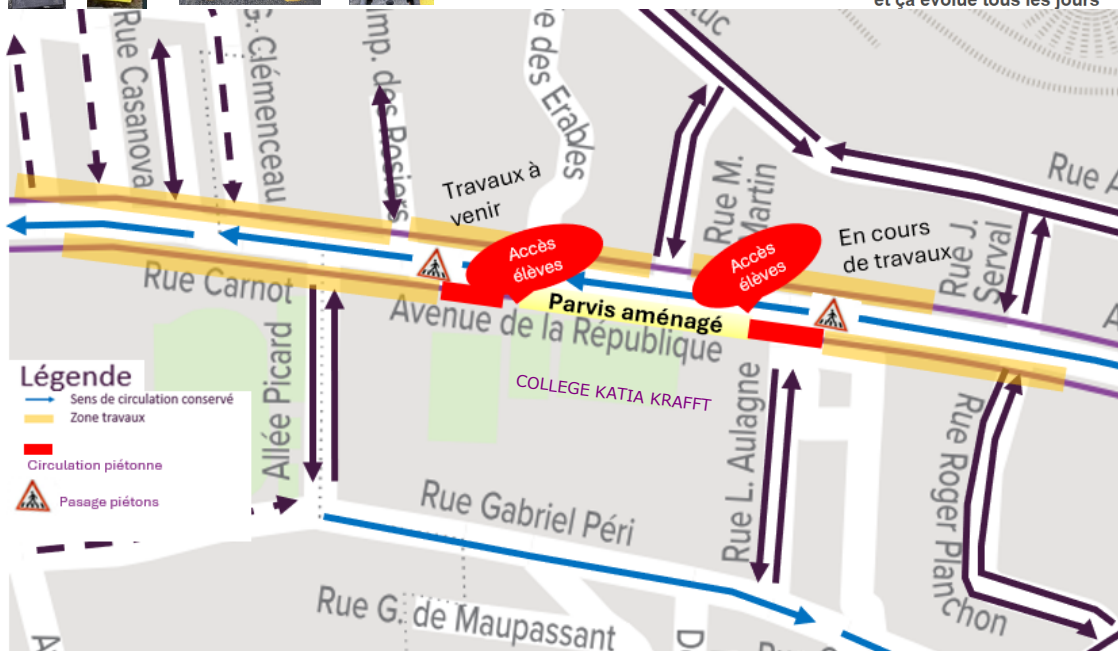 et ça évolue tous les jours
Rue Casanova
G. Clémenceau
imp. des Rosiers
e des Erables
uc
Travaux à
venir
Accès
élèves
Rue M.
Martin
Accès
élèves
En cours
de travaux
Rue J.
Serval
Rue A
A
Rue Carnot
Parvis aménagé
Avenue de la République
COLLEGE KATIA KRAFFT
Légende
Sens de circulation conservé
Zone travaux
Circulation piétonne
Pasage piétons
Allée Picard
Rue Gabriel Péri
Rue L. Aulagne
Rue Roger Planchon
Rue G. de Maupassant